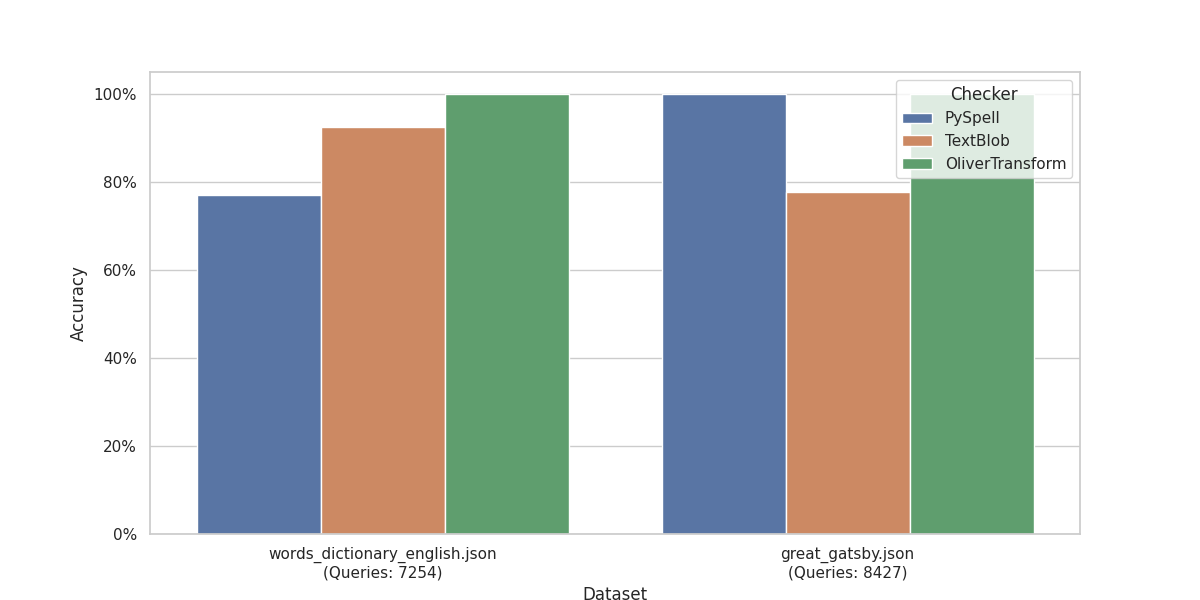 100%
80%
60%
40%
20%
0%
Accuracy
Checker
PySpell
TextBlob
OliverTransform
words_dictionary_english.json
(Queries: 7254)
great_gatsby.json
(Queries: 8427)
Dataset